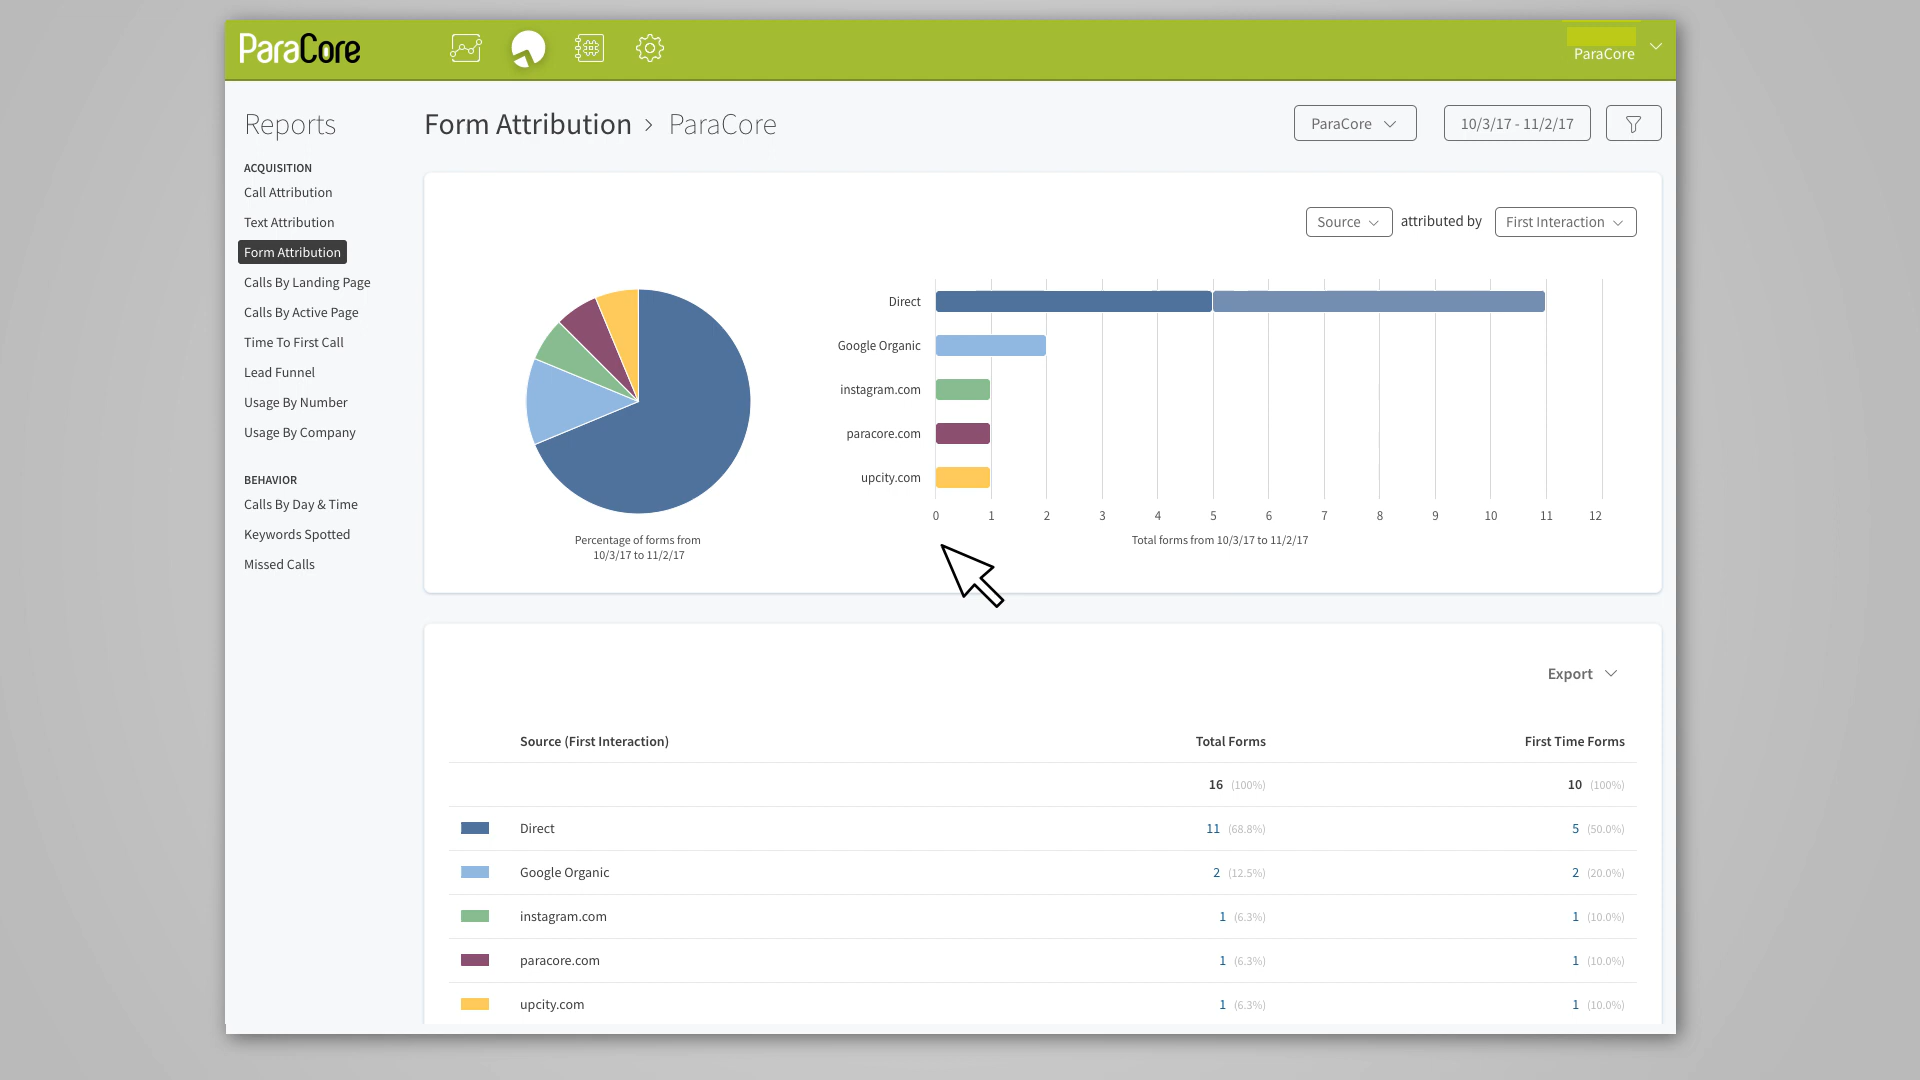 ParaCore
ParaCore
Reports
ACQUISITION
Call Attribution
Text Attribution
Form Attribution
Calls By Landing Page
Calls By Active Page
Time To First Call
Lead Funnel
Usage By Number
Usage By Company
BEHAVIOR
Calls By Day & Time
Keywords Spotted
Missed Calls
Form Attribution > ParaCore
ParaCore
10/3/17 - 11/2/17
Source attributed by First Interaction
Percentage of forms from
10/3/17 to 11/2/17
Direct
Google Organic
instagram.com
paracore.com
upcity.com
0 1 2 3 4 5 6 7 8 9 10 11 12
Total forms from 10/3/17 to 11/2/17
Export
Source (First Interaction) Total Forms First Time Forms
16 (100%) 10 (100%)
Direct 11 (68.8%) 5 (50.0%)
Google Organic 2 (12.5%) 2 (20.0%)
instagram.com 1 (6.3%) 1 (10.0%)
paracore.com 1 (6.3%) 1 (10.0%)
upcity.com 1 (6.3%) 1 (10.0%)